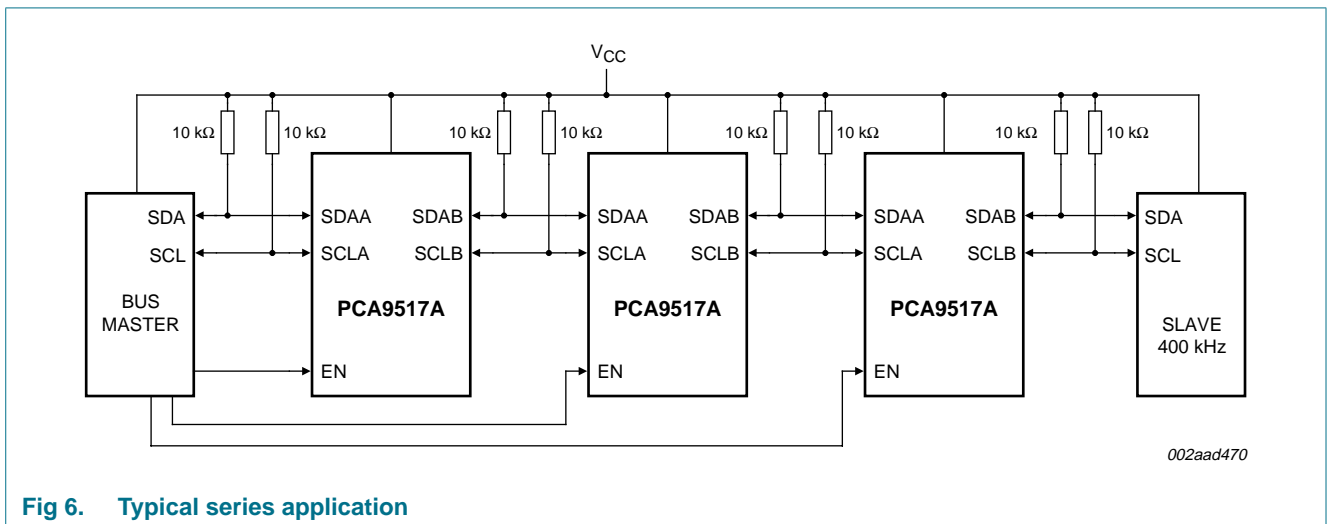 VCC
10 kΩ 10 kΩ 10 kΩ 10 kΩ 10 kΩ 10 kΩ 10 kΩ 10 kΩ
SDA SDAA SDAB SDAA SDAB SDAA SDAB SDA
SCL SCLA SCLB SCLA SCLB SCLA SCLB SCL
BUS
MASTER
PCA9517A PCA9517A PCA9517A
SLAVE
400 kHz
EN EN EN
002aad470
Fig 6. Typical series application